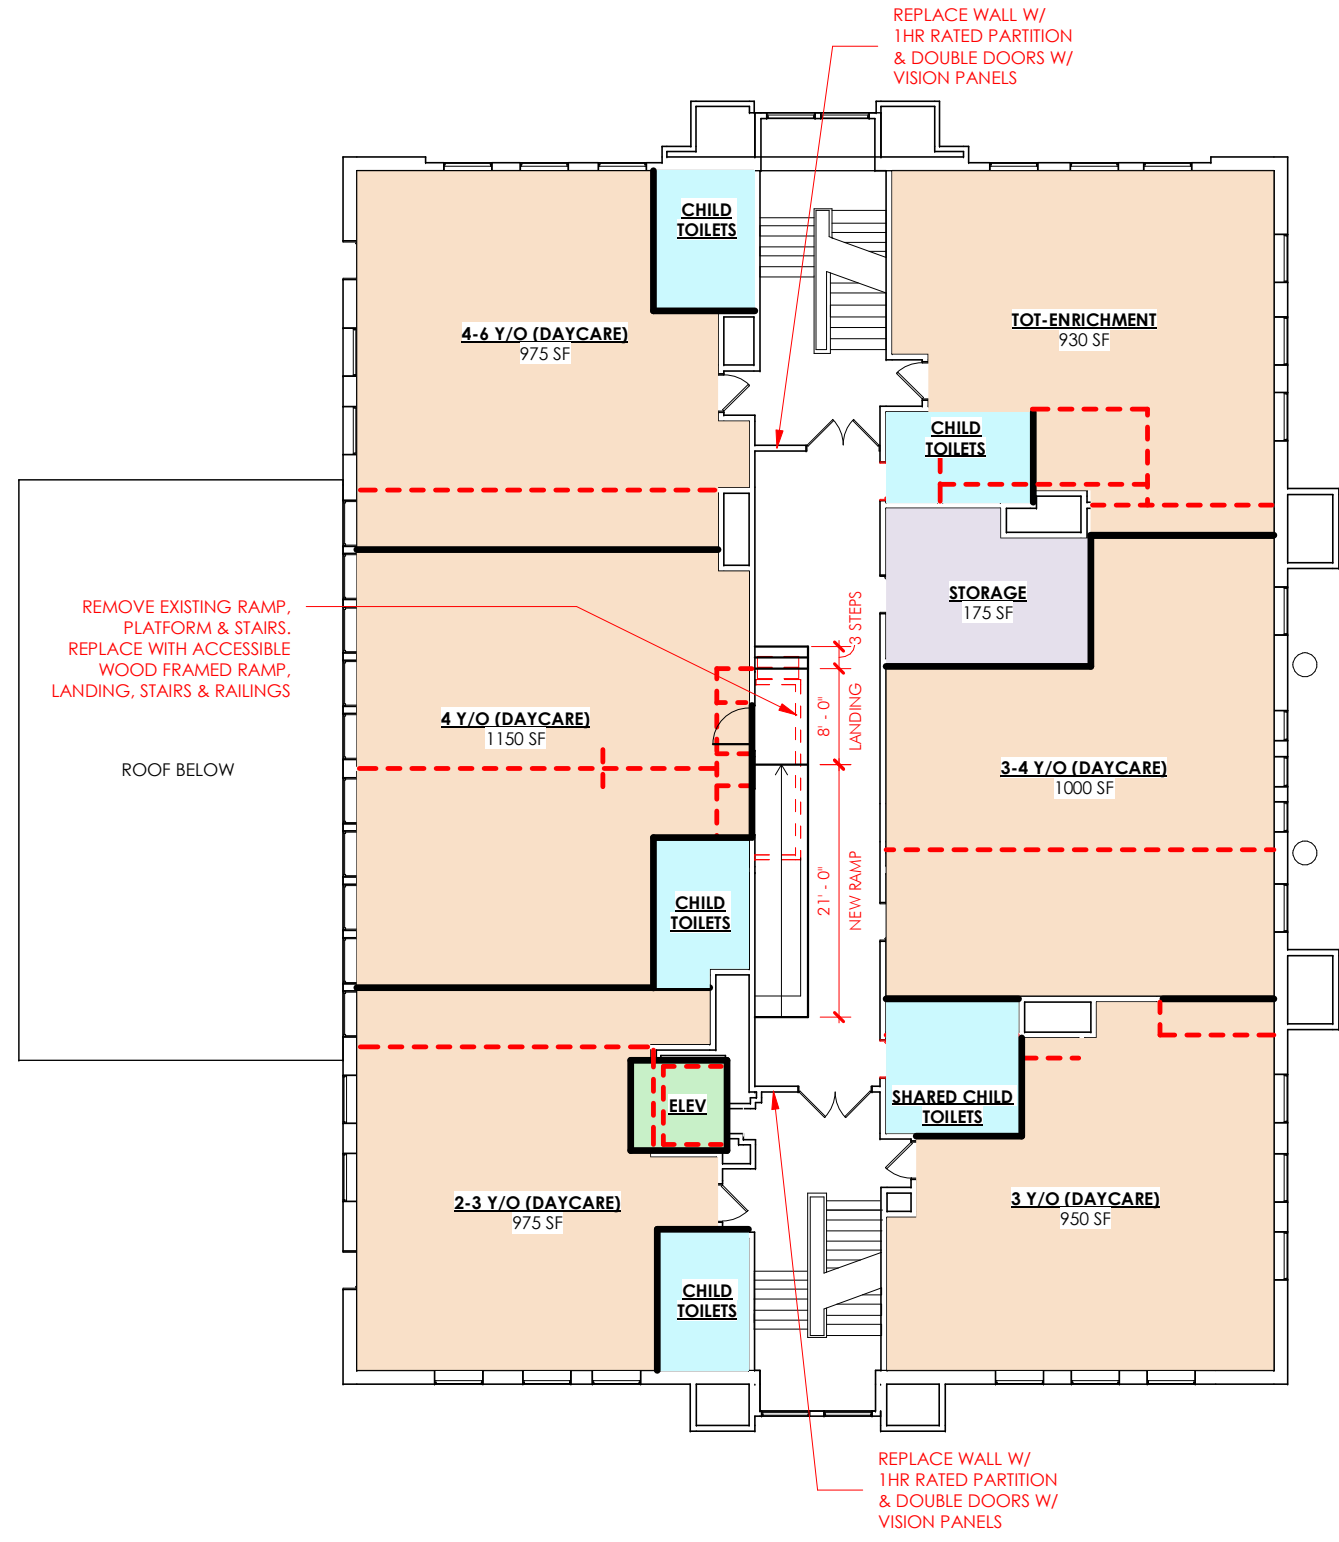 REPLACE WALL W/
1HR RATED PARTITION
& DOUBLE DOORS W/
VISION PANELS
CHILD
TOILETS
4-6 Y/O (DAYCARE)
975 SF
TOT-ENRICHMENT
930 SF
CHILD
TOILETS
STORAGE
175 SF
REMOVE EXISTING RAMP,
PLATFORM & STAIRS.
REPLACE WITH ACCESSIBLE
WOOD FRAMED RAMP,
LANDING, STAIRS & RAILINGS
3 STEPS
8' - 0"
LANDING
4 Y/O (DAYCARE)
1150 SF
ROOF BELOW
3-4 Y/O (DAYCARE)
1000 SF
21' - 0"
NEW RAMP
CHILD
TOILETS
ELEV
SHARED CHILD
TOILETS
2-3 Y/O (DAYCARE)
975 SF
3 Y/O (DAYCARE)
950 SF
CHILD
TOILETS
REPLACE WALL W/
1HR RATED PARTITION
& DOUBLE DOORS W/
VISION PANELS